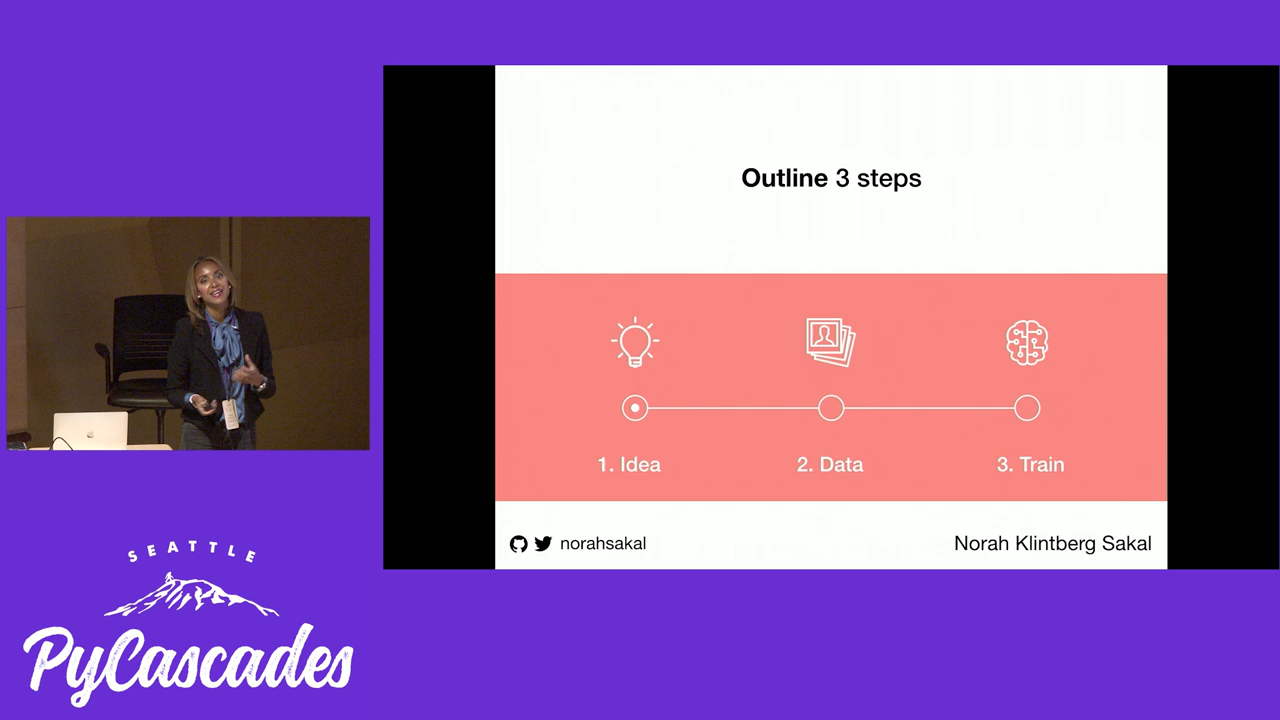 Outline 3 steps
1. Idea
2. Data
3. Train
norahsakal
Norah Klintberg Sakal
SEATTLE
PyCascades